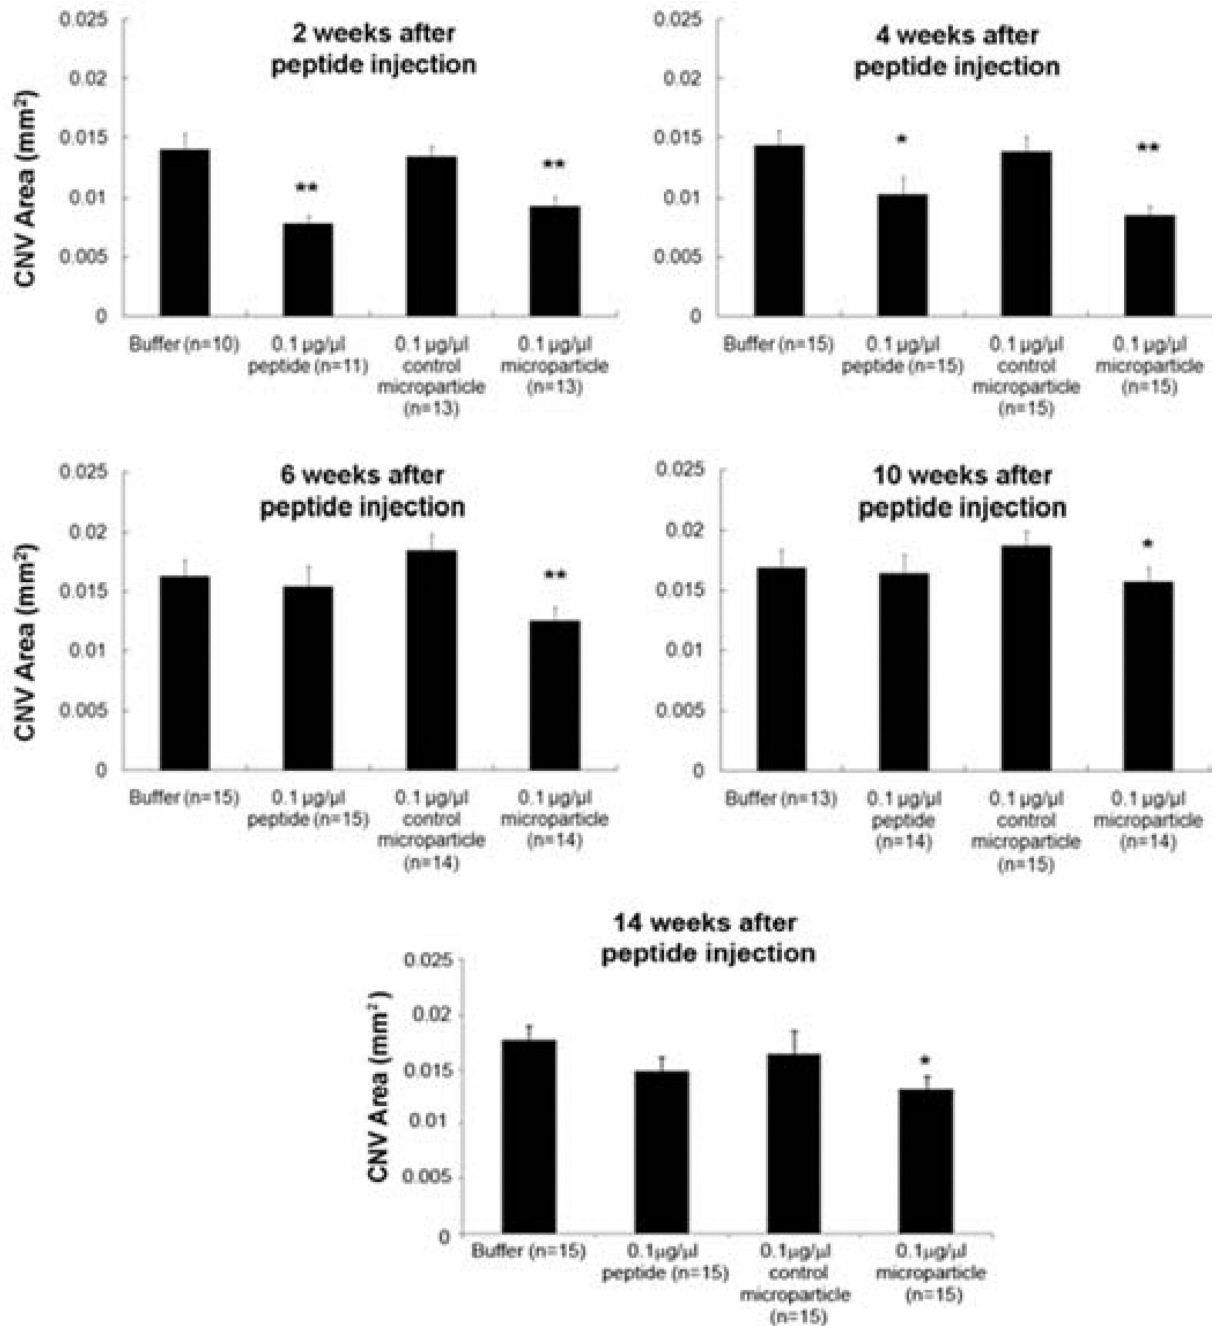 2 weeks after
peptide injection
CNV Area (mm²)
0.025
0.02
0.015
0.01
0.005
0
**
**
Buffer (n=10)
0.1 µg/µl
peptide (n=11)
0.1 µg/µl
control
microparticle
(n=13)
0.1 µg/µl
microparticle
(n=13)
4 weeks after
peptide injection
0.025
0.02
0.015
0.01
0.005
0
*
**
Buffer (n=15)
0.1 µg/µl
peptide (n=15)
0.1 µg/µl
control
microparticle
(n=15)
0.1 µg/µl
microparticle
(n=15)
6 weeks after
peptide injection
CNV Area (mm²)
0.025
0.02
0.015
0.01
0.005
0
**
Buffer (n=15)
0.1 µg/µl
peptide (n=15)
0.1 µg/µl
control
microparticle
(n=14)
0.1 µg/µl
microparticle
(n=14)
10 weeks after
peptide injection
0.025
0.02
0.015
0.01
0.005
0
*
Buffer (n=13)
0.1 µg/µl
peptide
(n=14)
0.1 µg/µl
control
microparticle
(n=15)
0.1 µg/µl
microparticle
(n=14)
14 weeks after
peptide injection
CNV Area (mm²)
0.025
0.02
0.015
0.01
0.005
0
*
Buffer (n=15)
0.1µg/µl
peptide (n=15)
0.1µg/µl
control
microparticle
(n=15)
0.1µg/µl
microparticle
(n=15)